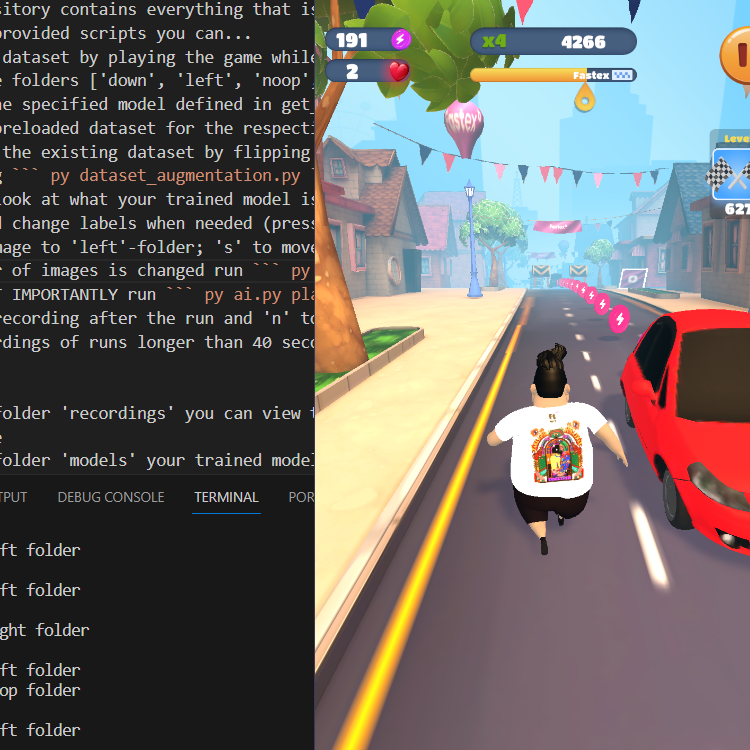 sitory contains everything that is
provided scripts you can...
dataset by playing the game while
e folders ['down', 'left', 'noop',
he specified model defined in get_
preloaded dataset for the respecti
the existing dataset by flipping
g ``` py dataset_augmentation.py `
look at what your trained model is
d change labels when needed (press
mage to 'left'-folder; 's' to move
r of images is changed run ``` py
T IMPORTANTLY run ``` py ai.py pla
recording after the run and 'n' to
rdings of runs longer than 40 seco
folder 'recordings' you can view t
e
folder 'models' your trained model
TPUT DEBUG CONSOLE TERMINAL POR
ft folder
ft folder
ght folder
ft folder
op folder
ft folder
191
2
x4 4266
Fastex
astex
Leve
627